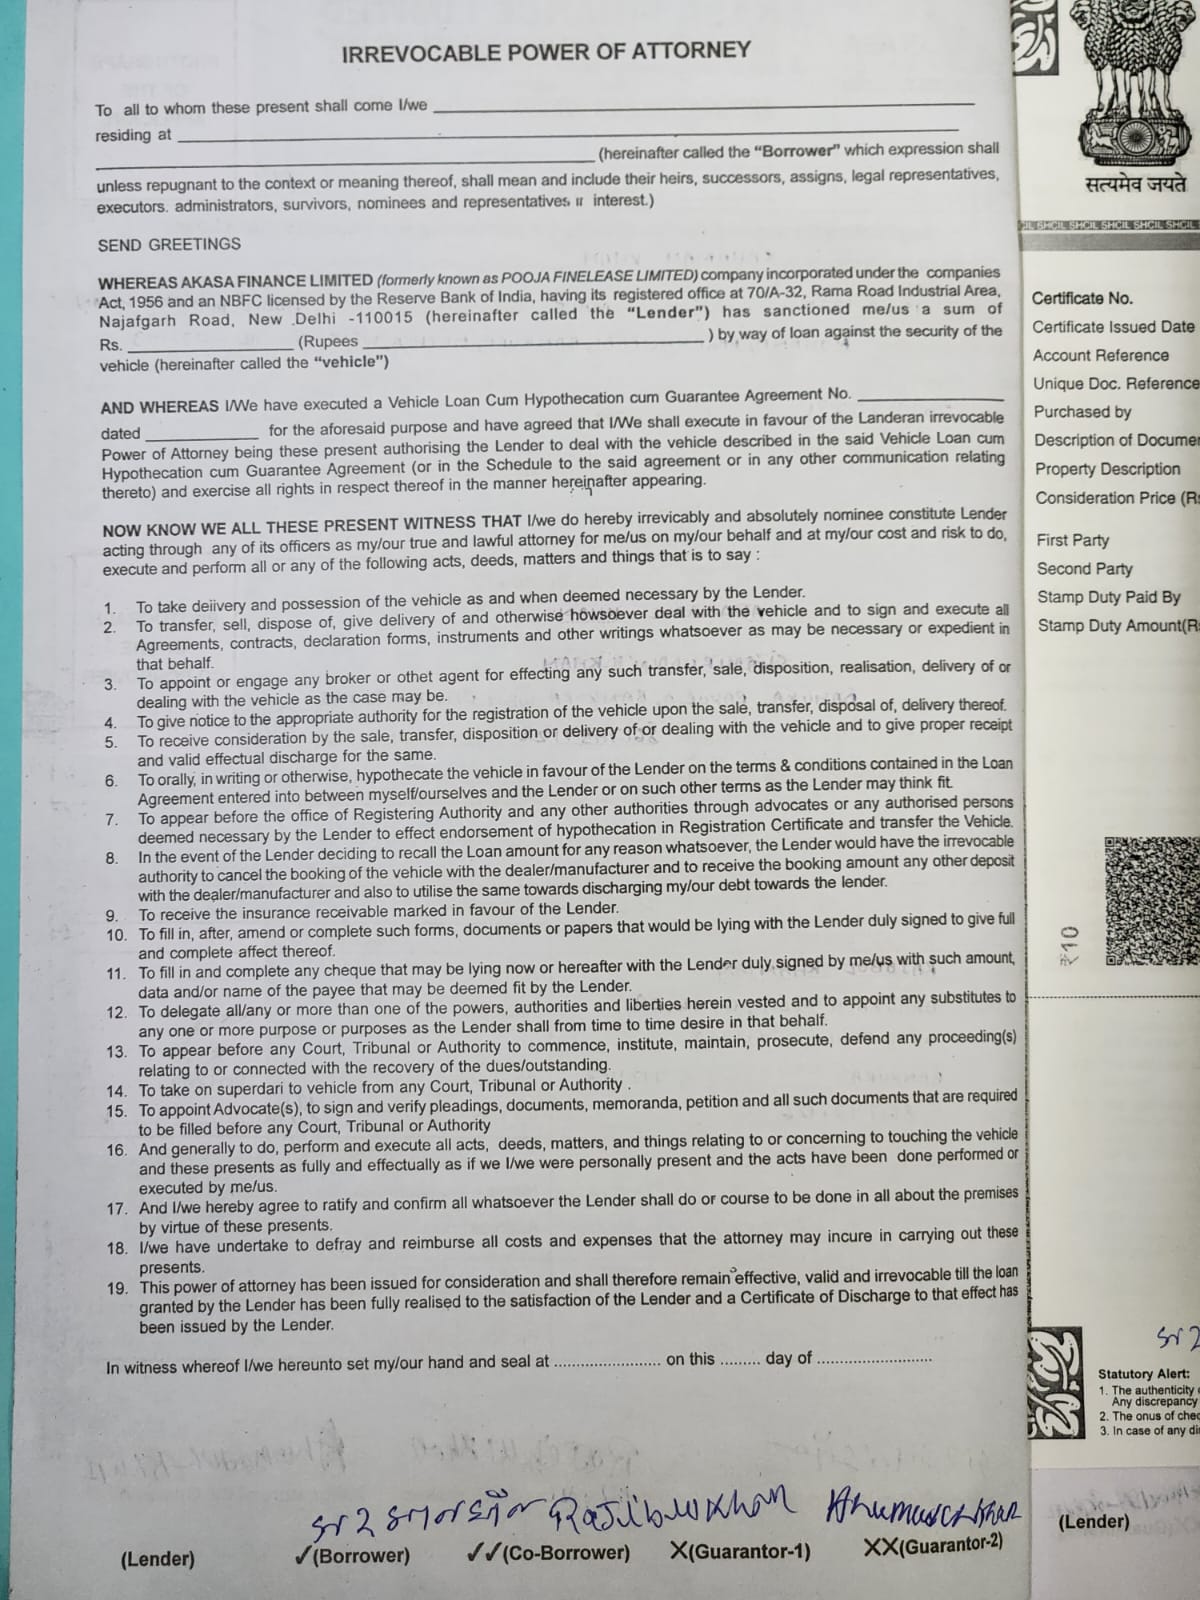 IRREVOCABLE POWER OF ATTORNEY
To all to whom these present shall come I/we
residing at
(hereinafter called the “Borrower” which expression shall
unless repugnant to the context or meaning thereof, shall mean and include their heirs, successors, assigns, legal representatives,
executors. administrators, survivors, nominees and representatives interest.)
SEND GREETINGS
WHEREAS AKASA FINANCE LIMITED (formerly known as POOJA FINELEASE LIMITED) company incorporated under the companies
Act, 1956 and an NBFC licensed by the Reserve Bank of India, having its registered office at 70/A-32, Rama Road Industrial Area,
Najafgarh Road, New Delhi -110015 (hereinafter called the “Lender”) has sanctioned me/us a sum of
Rs. (Rupees ) by way of loan against the security of the
vehicle (hereinafter called the “vehicle”)
AND WHEREAS I/We have executed a Vehicle Loan Cum Hypothecation cum Guarantee Agreement No.
dated for the aforesaid purpose and have agreed that I/We shall execute in favour of the Landeran irrevocable
Power of Attorney being these present authorising the Lender to deal with the vehicle described in the said Vehicle Loan cum
Hypothecation cum Guarantee Agreement (or in the Schedule to the said agreement or in any other communication relating
thereto) and exercise all rights in respect thereof in the manner hereinafter appearing.
NOW KNOW WE ALL THESE PRESENT WITNESS THAT I/we do hereby irrevicably and absolutely nominee constitute Lender
acting through any of its officers as my/our true and lawful attorney for me/us on my/our behalf and at my/our cost and risk to do,
execute and perform all or any of the following acts, deeds, matters and things that is to say :
1. To take deiivery and possession of the vehicle as and when deemed necessary by the Lender.
2. To transfer, sell, dispose of, give delivery of and otherwise howsoever deal with the vehicle and to sign and execute all
Agreements, contracts, declaration forms, instruments and other writings whatsoever as may be necessary or expedient in
that behalf.
3. To appoint or engage any broker or othet agent for effecting any such transfer, sale, disposition, realisation, delivery of or
dealing with the vehicle as the case may be.
4. To give notice to the appropriate authority for the registration of the vehicle upon the sale, transfer, disposal of, delivery thereof.
5. To receive consideration by the sale, transfer, disposition or delivery of or dealing with the vehicle and to give proper receipt
and valid effectual discharge for the same.
6. To orally, in writing or otherwise, hypothecate the vehicle in favour of the Lender on the terms & conditions contained in the Loan
Agreement entered into between myself/ourselves and the Lender or on such other terms as the Lender may think fit.
7. To appear before the office of Registering Authority and any other authorities through advocates or any authorised persons
deemed necessary by the Lender to effect endorsement of hypothecation in Registration Certificate and transfer the Vehicle.
8. In the event of the Lender deciding to recall the Loan amount for any reason whatsoever, the Lender would have the irrevocable
authority to cancel the booking of the vehicle with the dealer/manufacturer and to receive the booking amount any other deposit
with the dealer/manufacturer and also to utilise the same towards discharging my/our debt towards the lender.
9. To receive the insurance receivable marked in favour of the Lender.
10. To fill in, after, amend or complete such forms, documents or papers that would be lying with the Lender duly signed to give full
and complete affect thereof.
11. To fill in and complete any cheque that may be lying now or hereafter with the Lender duly signed by me/us with such amount,
data and/or name of the payee that may be deemed fit by the Lender.
12. To delegate all/any or more than one of the powers, authorities and liberties herein vested and to appoint any substitutes to
any one or more purpose or purposes as the Lender shall from time to time desire in that behalf.
13. To appear before any Court, Tribunal or Authority to commence, institute, maintain, prosecute, defend any proceeding(s)
relating to or connected with the recovery of the dues/outstanding.
14. To take on superdari to vehicle from any Court, Tribunal or Authority .
15. To appoint Advocate(s), to sign and verify pleadings, documents, memoranda, petition and all such documents that are required
to be filled before any Court, Tribunal or Authority
16. And generally to do, perform and execute all acts, deeds, matters, and things relating to or concerning to touching the vehicle
and these presents as fully and effectually as if we I/we were personally present and the acts have been done performed or
executed by me/us.
17. And I/we hereby agree to ratify and confirm all whatsoever the Lender shall do or course to be done in all about the premises
by virtue of these presents.
18. I/we have undertake to defray and reimburse all costs and expenses that the attorney may incure in carrying out these
presents.
19. This power of attorney has been issued for consideration and shall therefore remain effective, valid and irrevocable till the loan
granted by the Lender has been fully realised to the satisfaction of the Lender and a Certificate of Discharge to that effect has
been issued by the Lender.
In witness whereof I/we hereunto set my/our hand and seal at ........................ on this ......... day of ..........................
Rajibul Khan
(Lender) ✓(Borrower) ✓✓(Co-Borrower) X(Guarantor-1) XX(Guarantor-2)
सत्यमेव जयते
SHCIL SHCIL SHCIL SHCIL
Certificate No.
Certificate Issued Date
Account Reference
Unique Doc. Reference
Purchased by
Description of Docume
Property Description
Consideration Price (Rs
First Party
Second Party
Stamp Duty Paid By
Stamp Duty Amount(Rs
₹10
Statutory Alert:
1. The authenticity
Any discrepancy
2. The onus of chec
3. In case of any di
(Lender)